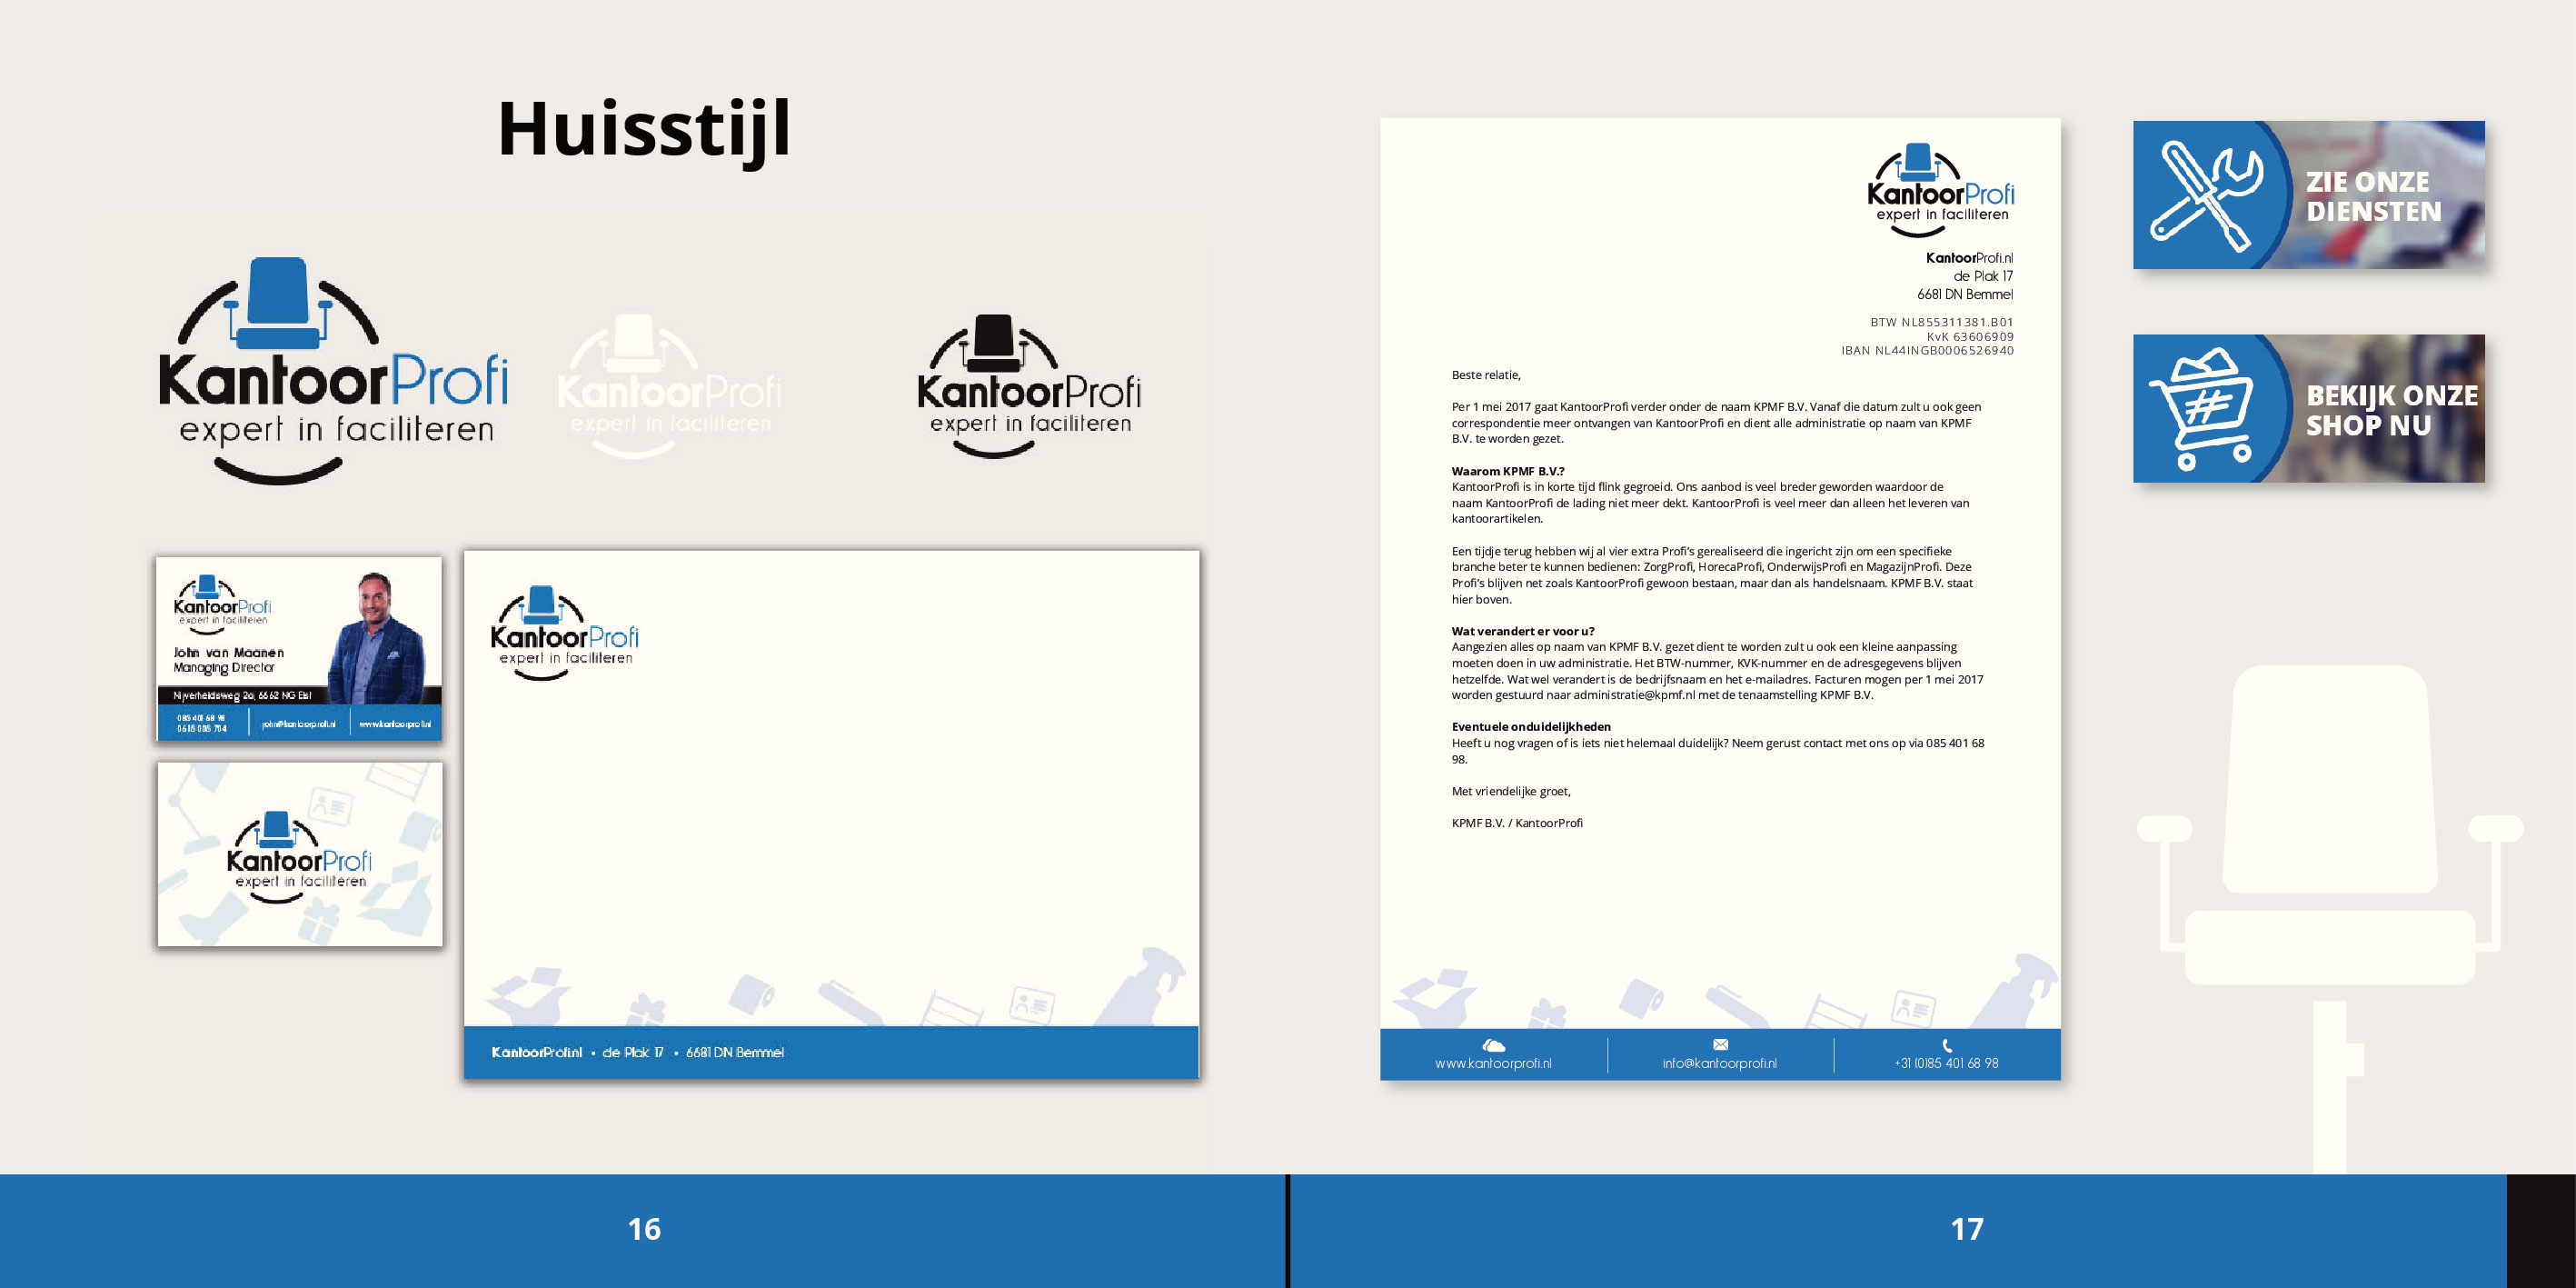 Huisstijl
KantoorProfi
expert in faciliteren
KantoorProfi
expert in faciliteren
KantoorProfi
expert in faciliteren
KantoorProfi
expert in faciliteren
John van Maanen
Managing Director
Nijverheidsweg 2a, 6662 NG Elst
085 401 68 98
0615 085 704
john@kantoorprofi.nl
www.kantoorprofi.nl
KantoorProfi
expert in faciliteren
KantoorProfi
expert in faciliteren
KantoorProfi.nl • de Plak 17 • 6681 DN Bemmel
16
KantoorProfi
expert in faciliteren
KantoorProfi.nl
de Plak 17
6681 DN Bemmel
BTW NL855311381.B01
KvK 63606909
IBAN NL44INGB0006526940
Beste relatie,
Per 1 mei 2017 gaat KantoorProfi verder onder de naam KPMF B.V. Vanaf die datum zult u ook geen
correspondentie meer ontvangen van KantoorProfi en dient alle administratie op naam van KPMF
B.V. te worden gezet.
Waarom KPMF B.V.?
KantoorProfi is in korte tijd flink gegroeid. Ons aanbod is veel breder geworden waardoor de
naam KantoorProfi de lading niet meer dekt. KantoorProfi is veel meer dan alleen het leveren van
kantoorartikelen.
Een tijdje terug hebben wij al vier extra Profi's gerealiseerd die ingericht zijn om een specifieke
branche beter te kunnen bedienen: ZorgProfi, HorecaProfi, OnderwijsProfi en MagazijnProfi. Deze
Profi's blijven net zoals KantoorProfi gewoon bestaan, maar dan als handelsnaam. KPMF B.V. staat
hier boven.
Wat verandert er voor u?
Aangezien alles op naam van KPMF B.V. gezet dient te worden zult u ook een kleine aanpassing
moeten doen in uw administratie. Het BTW-nummer, KVK-nummer en de adresgegevens blijven
hetzelfde. Wat wel verandert is de bedrijfsnaam en het e-mailadres. Facturen mogen per 1 mei 2017
worden gestuurd naar administratie@kpmf.nl met de tenaamstelling KPMF B.V.
Eventuele onduidelijkheden
Heeft u nog vragen of is iets niet helemaal duidelijk? Neem gerust contact met ons op via 085 401 68
98.
Met vriendelijke groet,
KPMF B.V. / KantoorProfi
www.kantoorprofi.nl
info@kantoorprofi.nl
+31 (0)85 401 68 98
ZIE ONZE
DIENSTEN
BEKIJK ONZE
SHOP NU
17